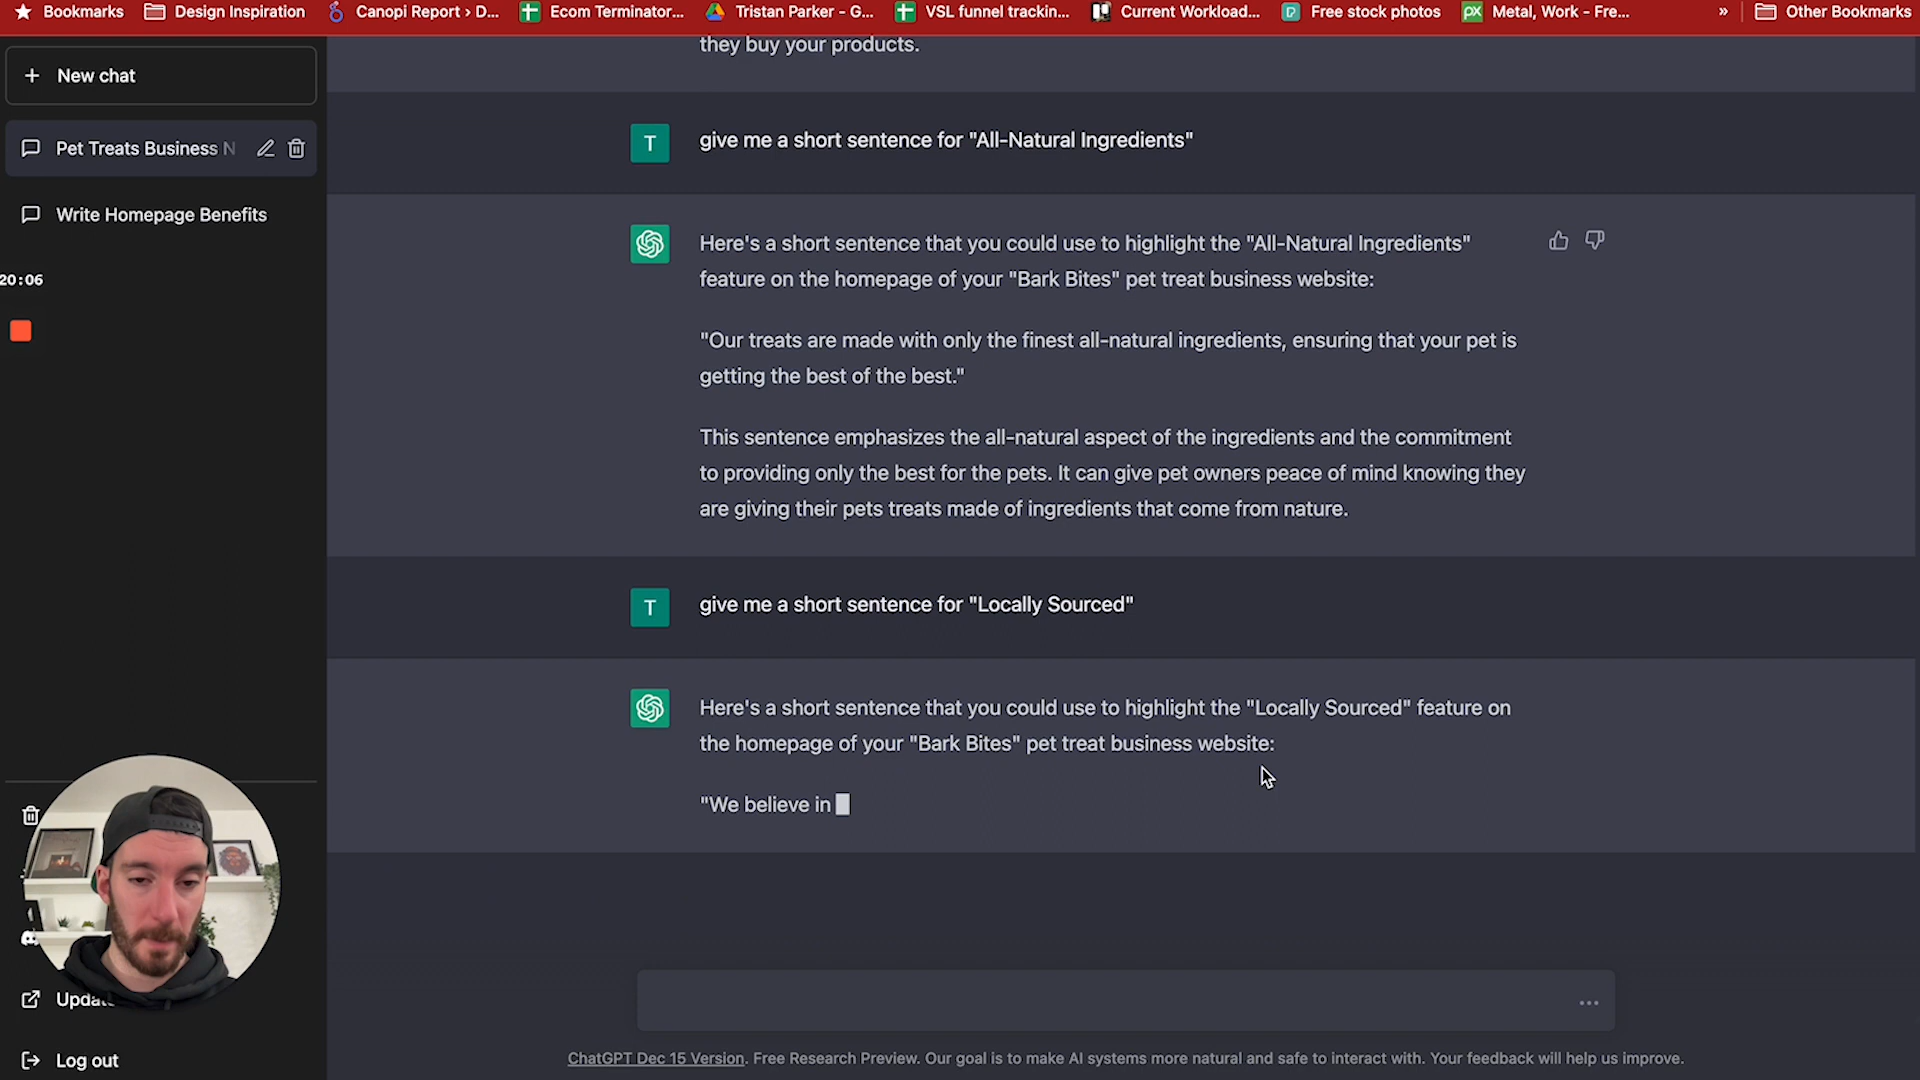 Bookmarks
Design Inspiration
Canopi Report › D...
Ecom Terminator...
Tristan Parker - G...
VSL funnel trackin...
Current Workload...
Free stock photos
Metal, Work - Fre...
»
Other Bookmarks
+ New chat
Pet Treats Business N
Write Homepage Benefits
20:06
Log out
they buy your products.
T
give me a short sentence for "All-Natural Ingredients"
Here's a short sentence that you could use to highlight the "All-Natural Ingredients"
feature on the homepage of your "Bark Bites" pet treat business website:
"Our treats are made with only the finest all-natural ingredients, ensuring that your pet is
getting the best of the best."
This sentence emphasizes the all-natural aspect of the ingredients and the commitment
to providing only the best for the pets. It can give pet owners peace of mind knowing they
are giving their pets treats made of ingredients that come from nature.
T
give me a short sentence for "Locally Sourced"
Here's a short sentence that you could use to highlight the "Locally Sourced" feature on
the homepage of your "Bark Bites" pet treat business website:
"We believe in
...
ChatGPT Dec 15 Version. Free Research Preview. Our goal is to make AI systems more natural and safe to interact with. Your feedback will help us improve.